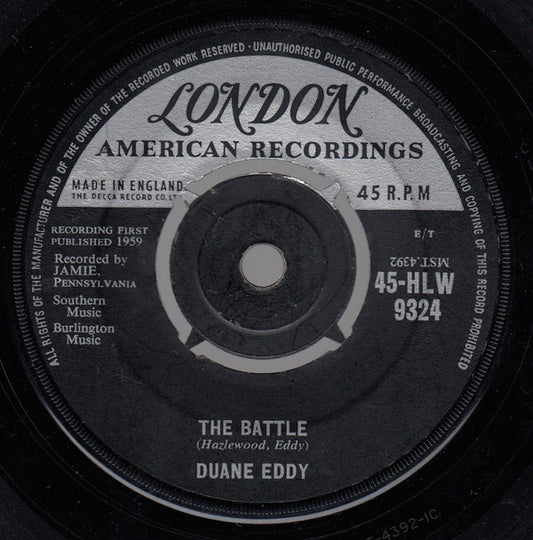 ALL RIGHTS OF THE MANUFACTURER AND OF THE OWNER OF THE RECORDED WORK RESERVED · UNAUTHORISED PUBLIC PERFORMANCE BROADCASTING AND COPYING OF THIS RECORD PROHIBITED
LONDON
AMERICAN RECORDINGS
MADE IN ENGLAND
THE DECCA RECORD CO. LTD
45 R.P.M
RECORDING FIRST
PUBLISHED 1959
E/T
Recorded by
JAMIE,
PENNSYLVANIA
MST.4392
Southern
Music
45-HLW
9324
Burlington
Music
THE BATTLE
(Hazlewood, Eddy)
DUANE EDDY
4392-1C